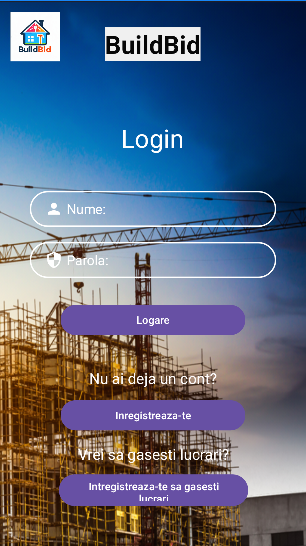 BuildBid
BuildBid
Login
Nume:
Parola:
Logare
Nu ai deja un cont?
Inregistreaza-te
Vrei sa gasesti lucrari?
Intregistreaza-te sa gasesti
lucrari